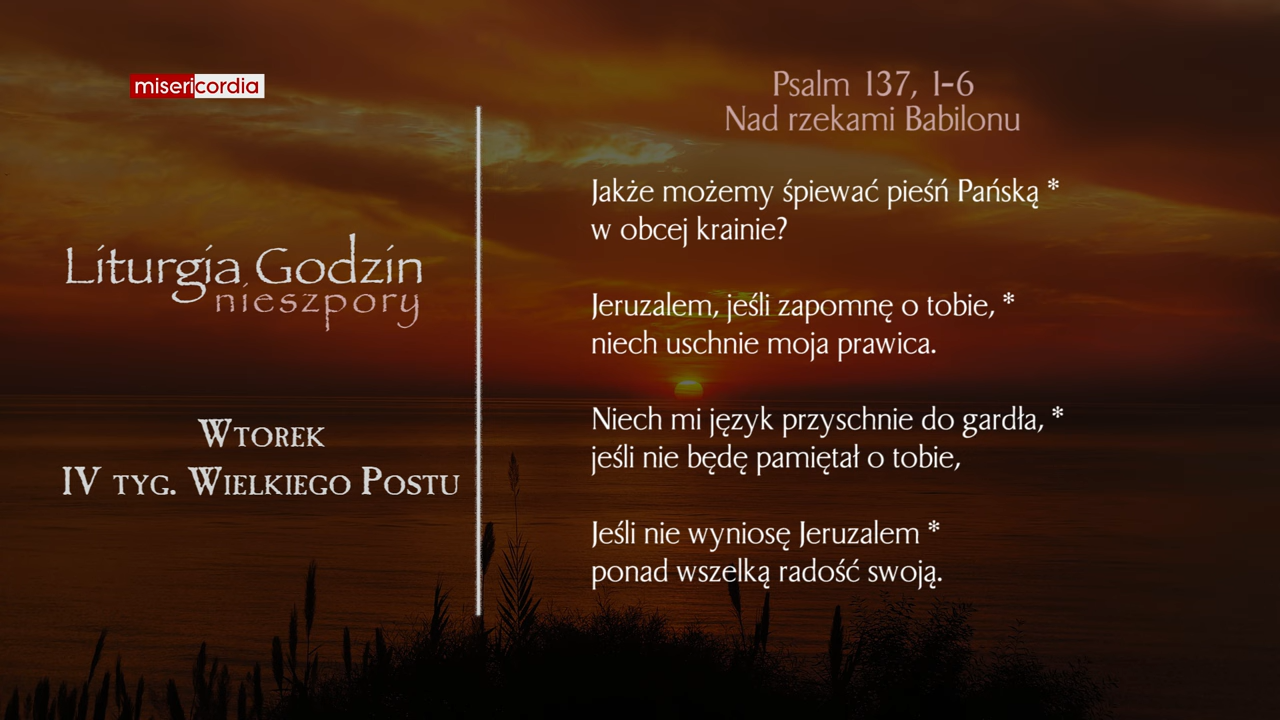 misericordia
Liturgia Godzin
nieszpory
Wtorek
IV tyg. Wielkiego Postu
Psalm 137, 1-6
Nad rzekami Babilonu
Jakże możemy śpiewać pieśń Pańską *
w obcej krainie?
Jeruzalem, jeśli zapomnę o tobie, *
niech uschnie moja prawica.
Niech mi język przyschnie do gardła, *
jeśli nie będę pamiętał o tobie,
Jeśli nie wyniosę Jeruzalem *
ponad wszelką radość swoją.